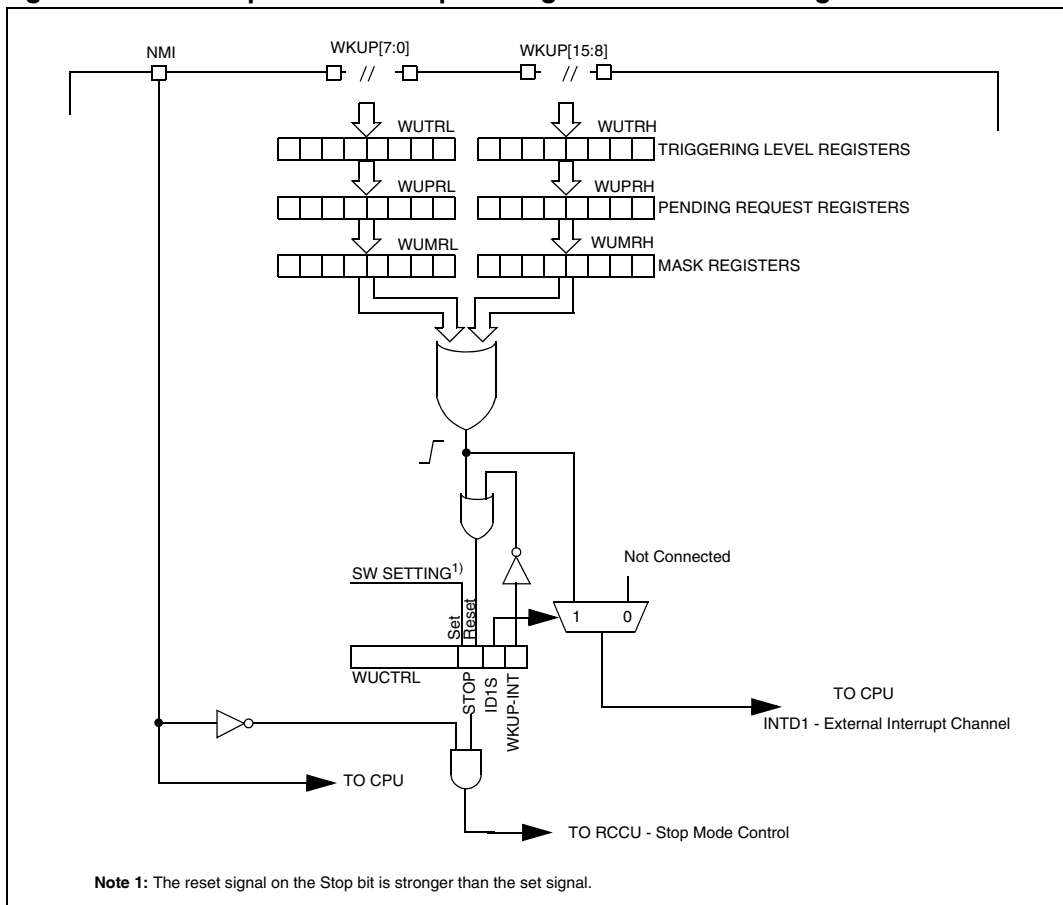 NMI
WKUP[7:0]
WKUP[15:8]
//
//
WUTRL
WUTRH
TRIGGERING LEVEL REGISTERS
WUPRL
WUPRH
PENDING REQUEST REGISTERS
WUMRL
WUMRH
MASK REGISTERS
Not Connected
SW SETTING1)
Set
Reset
1
0
WUCTRL
STOP
ID1S
WKUP-INT
TO CPU
INTD1 - External Interrupt Channel
TO CPU
TO RCCU - Stop Mode Control
Note 1: The reset signal on the Stop bit is stronger than the set signal.